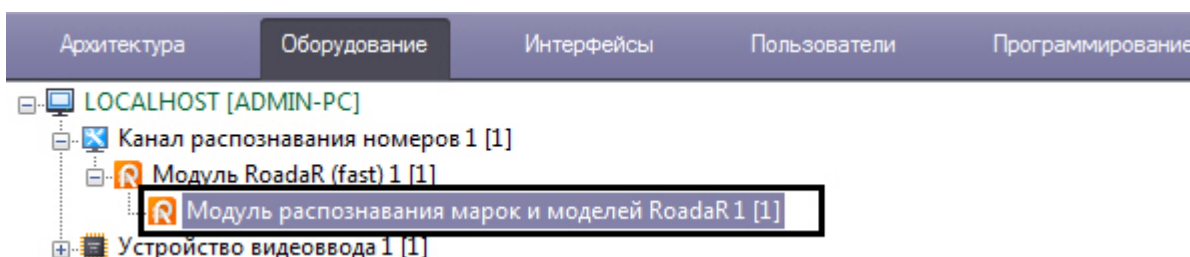 Архитектура Оборудование Интерфейсы Пользователи Программирование
LOCALHOST [ADMIN-PC]
Канал распознавания номеров 1 [1]
Модуль RoadaR (fast) 1 [1]
Модуль распознавания марок и моделей RoadaR 1 [1]
Устройство видеоввода 1 [1]